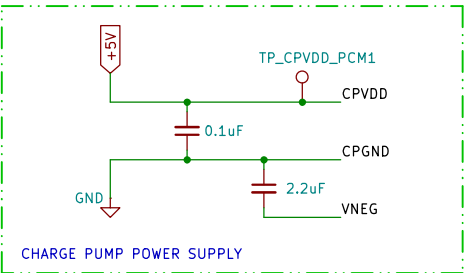 +5V
TP_CPVDD_PCM1
CPVDD
0.1uF
CPGND
GND
2.2uF
VNEG
CHARGE PUMP POWER SUPPLY